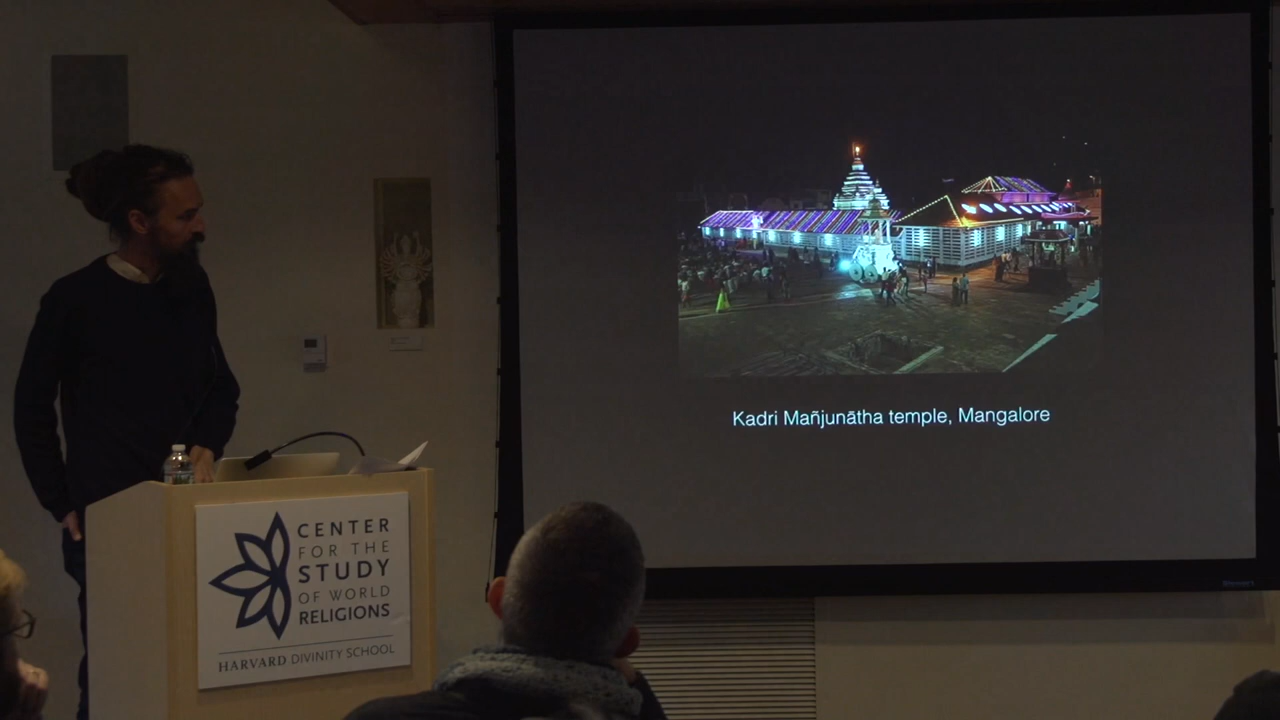 Kadri Mañjunātha temple, Mangalore
CENTER
FOR THE
STUDY
OF WORLD
RELIGIONS
HARVARD DIVINITY SCHOOL